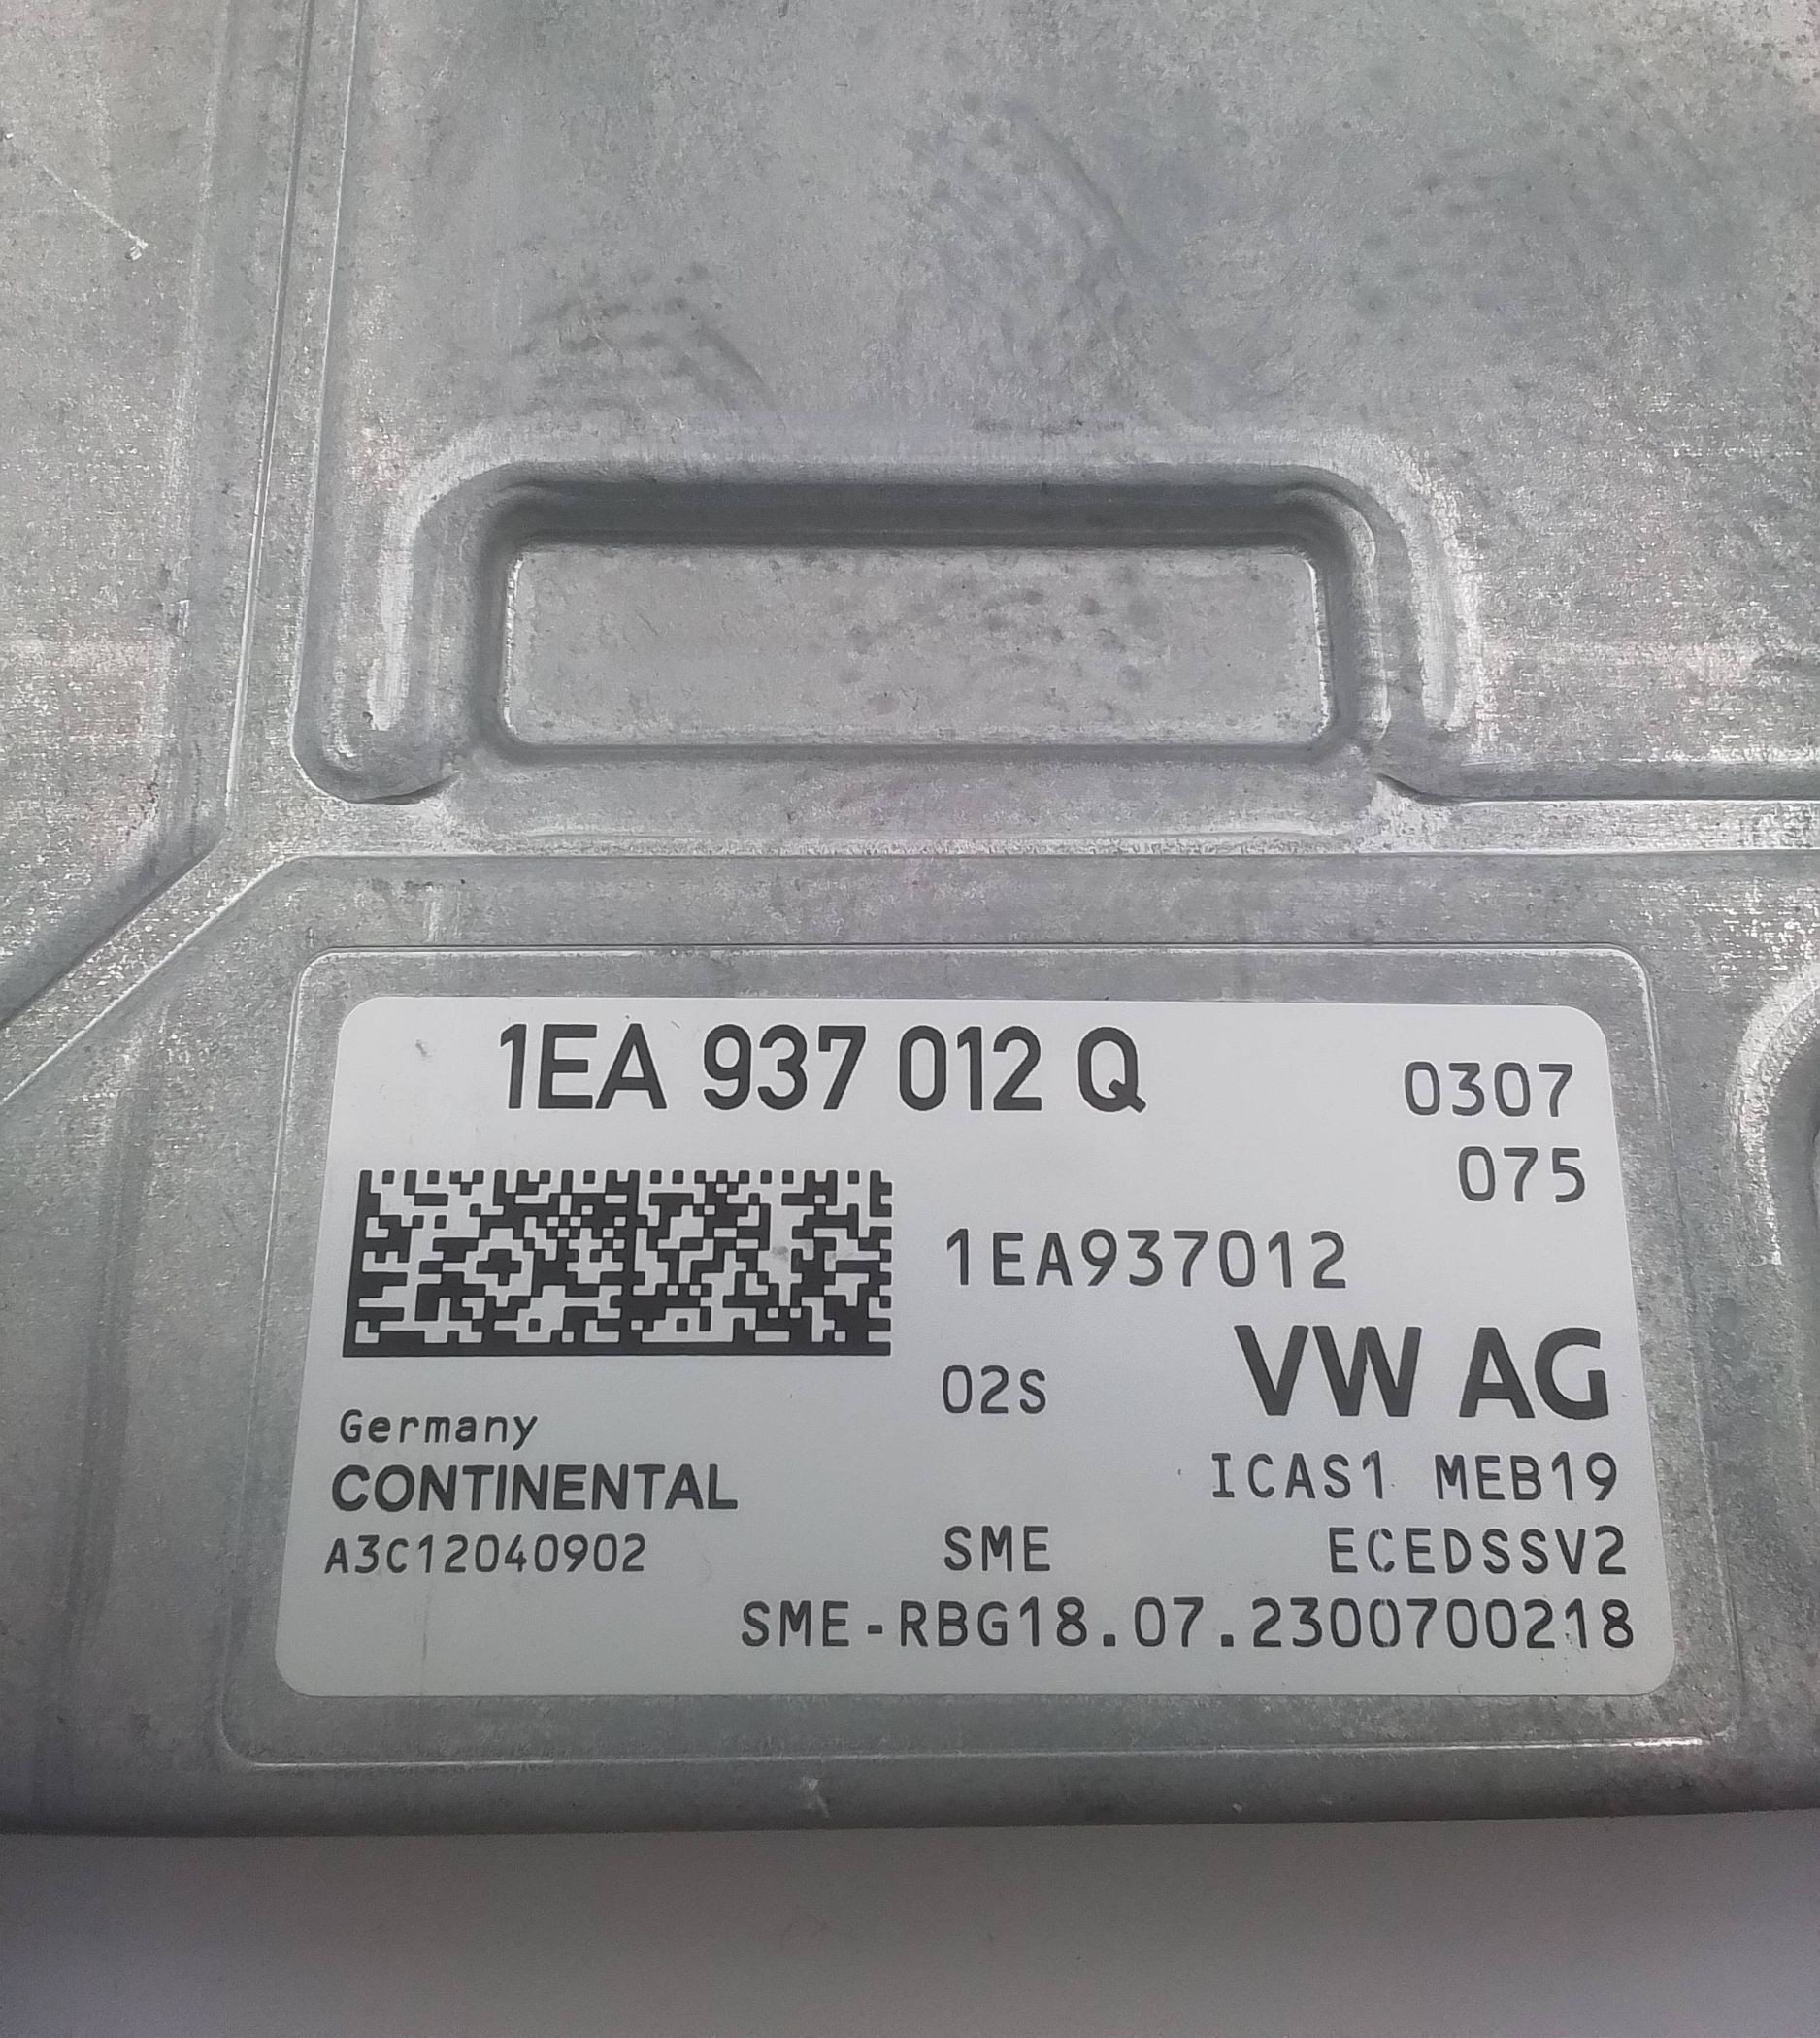 1EA 937 012 Q
0307
075
1EA937012
02S
VW AG
Germany
CONTINENTAL
ICAS1 MEB19
A3C12040902
SME
ECEDSSV2
SME-RBG18.07.2300700218